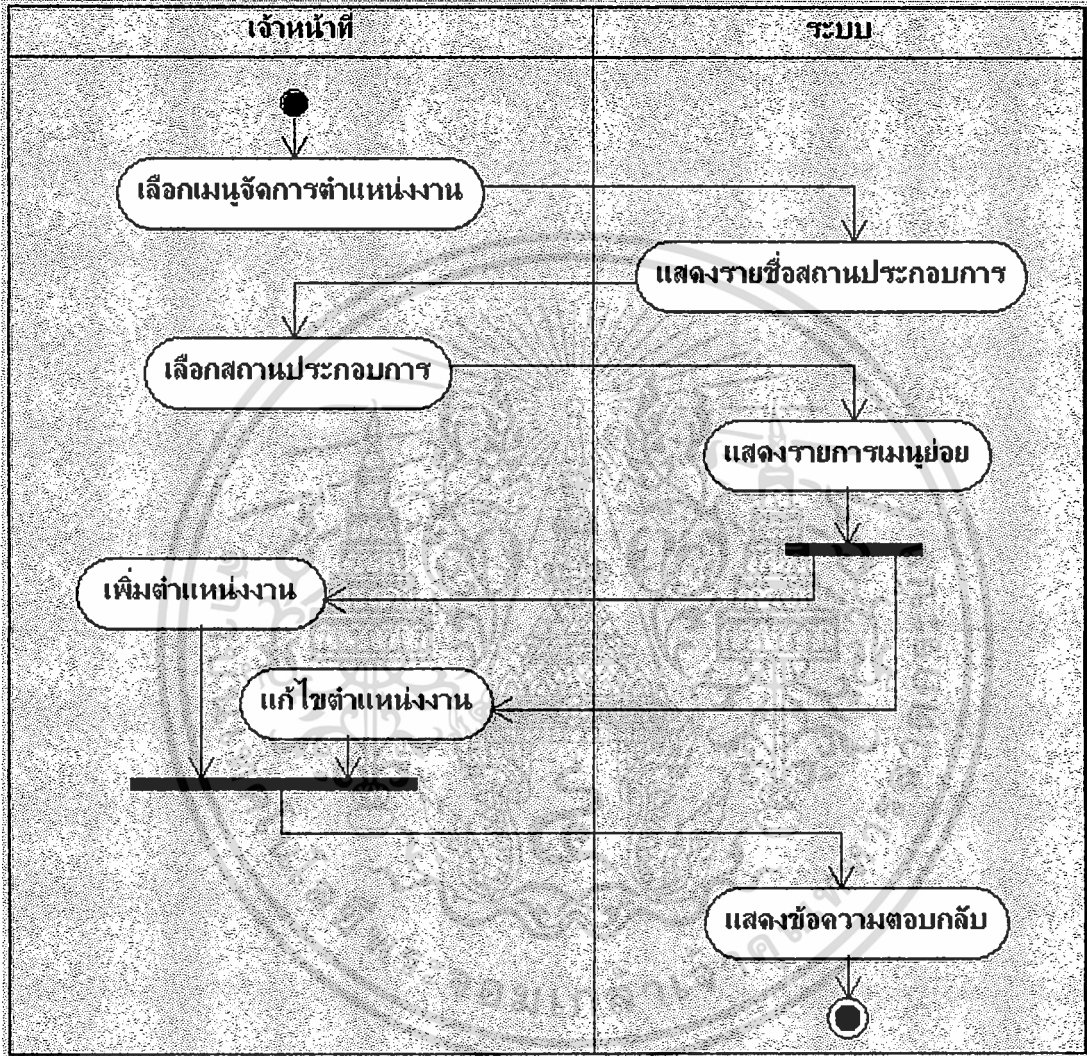 เจ้าหน้าที่
ระบบ
เลือกเมนูจัดการตำแหน่งงาน
แสดงรายชื่อสถานประกอบการ
เลือกสถานประกอบการ
แสดงรายการเมนูย่อย
เพิ่มตำแหน่งงาน
แก้ไขตำแหน่งงาน
แสดงข้อความตอบกลับ